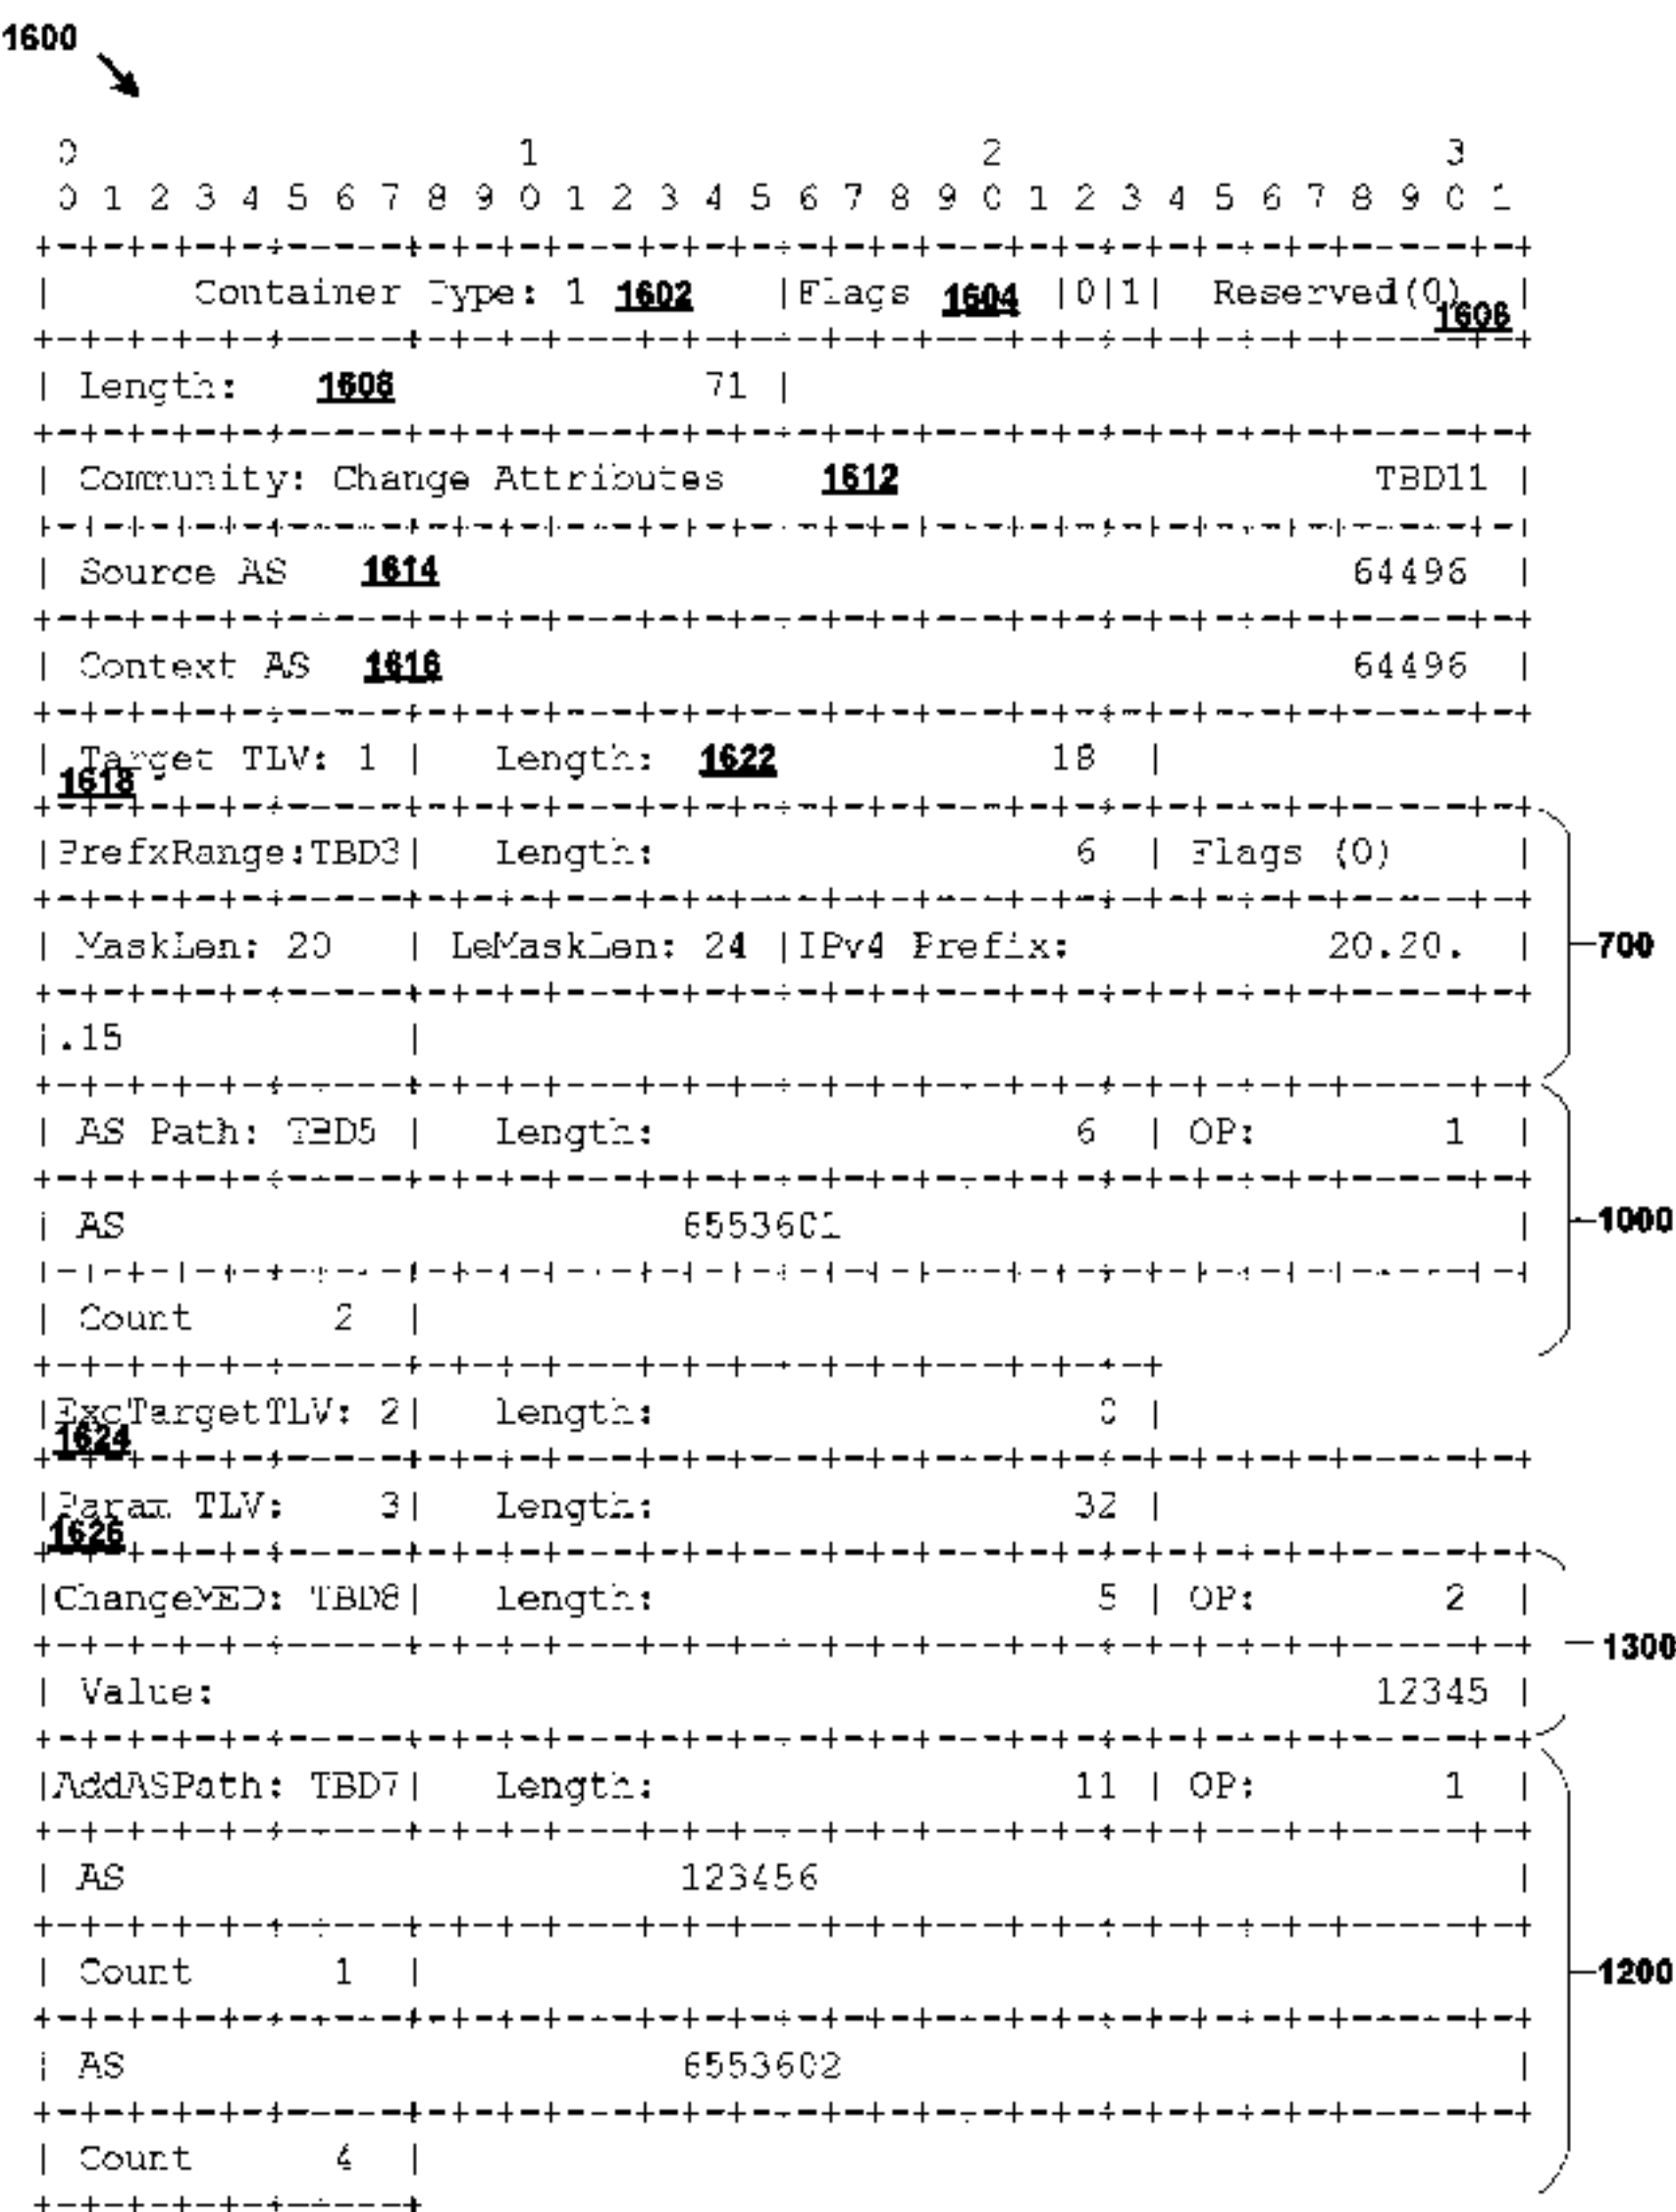 1600
0 1 2 3
0 1 2 3 4 5 6 7 8 9 0 1 2 3 4 5 6 7 8 9 0 1 2 3 4 5 6 7 8 9 0 1
+-+-+-+-+-+-+-+-+-+-+-+-+-+-+-+-+-+-+-+-+-+-+-+-+-+-+-+-+-+-+-+-+
| Container Type: 1 1602 |Flags 1604 |0|1| Reserved(0) 1606 |
+-+-+-+-+-+-+-+-+-+-+-+-+-+-+-+-+-+-+-+-+-+-+-+-+-+-+-+-+-+-+-+-+
| Length: 1608 71 |
+-+-+-+-+-+-+-+-+-+-+-+-+-+-+-+-+-+-+-+-+-+-+-+-+-+-+-+-+-+-+-+-+
| Community: Change Attributes 1612 TBD11 |
+-+-+-+-+-+-+-+-+-+-+-+-+-+-+-+-+-+-+-+-+-+-+-+-+-+-+-+-+-+-+-+-+
| Source AS 1614 64496 |
+-+-+-+-+-+-+-+-+-+-+-+-+-+-+-+-+-+-+-+-+-+-+-+-+-+-+-+-+-+-+-+-+
| Context AS 1616 64496 |
+-+-+-+-+-+-+-+-+-+-+-+-+-+-+-+-+-+-+-+-+-+-+-+-+-+-+-+-+-+-+-+-+
| Target TLV: 1 | Length: 1622 18 |
1618
+-+-+-+-+-+-+-+-+-+-+-+-+-+-+-+-+-+-+-+-+-+-+-+-+-+-+-+-+-+-+-+-+
|PrefxRange:TBD3| Length: 6 | Flags (0) |
+-+-+-+-+-+-+-+-+-+-+-+-+-+-+-+-+-+-+-+-+-+-+-+-+-+-+-+-+-+-+-+-+
| MaskLen: 20 | LeMaskLen: 24 |IPv4 Prefix: 20.20. | 700
+-+-+-+-+-+-+-+-+-+-+-+-+-+-+-+-+-+-+-+-+-+-+-+-+-+-+-+-+-+-+-+-+
|.15 |
+-+-+-+-+-+-+-+-+-+-+-+-+-+-+-+-+-+-+-+-+-+-+-+-+-+-+-+-+-+-+-+-+
| AS Path: TBD5 | Length: 6 | OP: 1 |
+-+-+-+-+-+-+-+-+-+-+-+-+-+-+-+-+-+-+-+-+-+-+-+-+-+-+-+-+-+-+-+-+
| AS 6553601 | 1000
+-+-+-+-+-+-+-+-+-+-+-+-+-+-+-+-+-+-+-+-+-+-+-+-+-+-+-+-+-+-+-+-+
| Count 2 |
+-+-+-+-+-+-+-+-+-+-+-+-+-+-+-+-+-+-+-+-+-+-+-+-+
|ExcTargetTLV: 2| length: 0 |
1624
+-+-+-+-+-+-+-+-+-+-+-+-+-+-+-+-+-+-+-+-+-+-+-+-+-+-+-+-+-+-+-+-+
|Param TLV: 3| Length: 32 |
1626
+-+-+-+-+-+-+-+-+-+-+-+-+-+-+-+-+-+-+-+-+-+-+-+-+-+-+-+-+-+-+-+-+
|ChangeMED: TBD8| length: 5 | OP: 2 |
+-+-+-+-+-+-+-+-+-+-+-+-+-+-+-+-+-+-+-+-+-+-+-+-+-+-+-+-+-+-+-+-+ 1300
| Value: 12345 |
+-+-+-+-+-+-+-+-+-+-+-+-+-+-+-+-+-+-+-+-+-+-+-+-+-+-+-+-+-+-+-+-+
|AddASPath: TBD7| Length: 11 | OP: 1 |
+-+-+-+-+-+-+-+-+-+-+-+-+-+-+-+-+-+-+-+-+-+-+-+-+-+-+-+-+-+-+-+-+
| AS 123456 |
+-+-+-+-+-+-+-+-+-+-+-+-+-+-+-+-+-+-+-+-+-+-+-+-+-+-+-+-+-+-+-+-+
| Count 1 | 1200
+-+-+-+-+-+-+-+-+-+-+-+-+-+-+-+-+-+-+-+-+-+-+-+-+-+-+-+-+-+-+-+-+
| AS 6553602 |
+-+-+-+-+-+-+-+-+-+-+-+-+-+-+-+-+-+-+-+-+-+-+-+-+-+-+-+-+-+-+-+-+
| Count 4 |
+-+-+-+-+-+-+-+-+